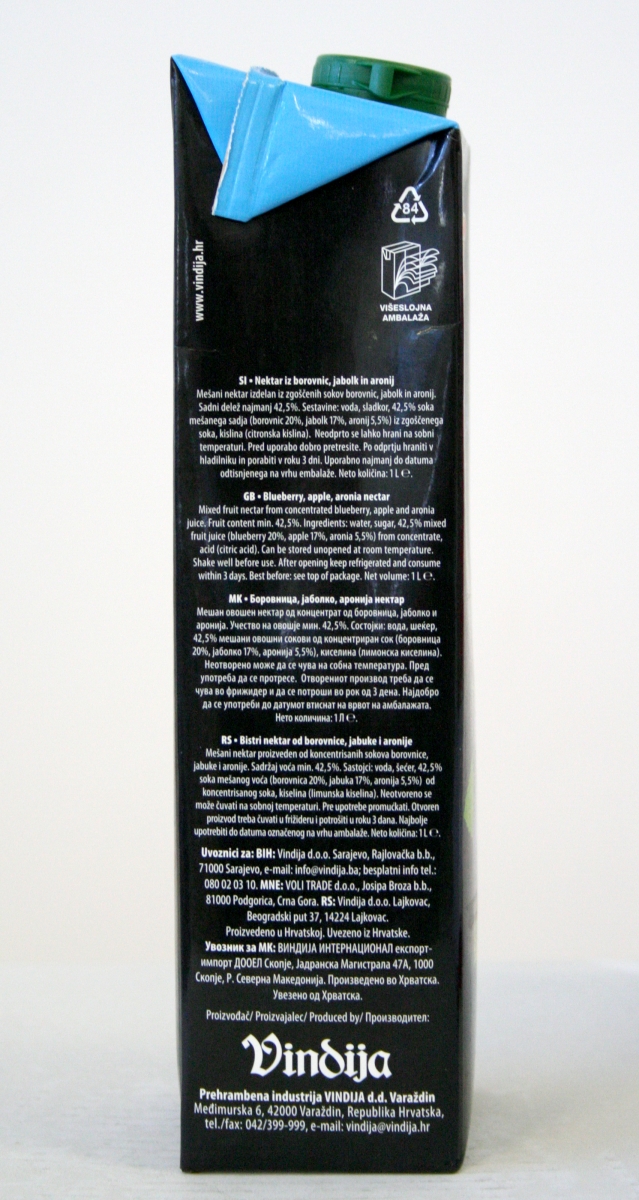 84
VIŠESLOJNA
AMBALAŽA
www.vindija.hr
SI • Nektar iz borovnic, jabolk in aronij
Mešani nektar izdelan iz zgoščenih sokov borovnic, jabolk in aronij.
Sadni delež najmanj 42,5%. Sestavine: voda, sladkor, 42,5% soka
mešanega sadja (borovnic 20%, jabolk 17%, aronij 5,5%) iz zgoščenega
soka, kislina (citronska kislina). Neodprto se lahko hrani na sobni
temperaturi. Pred uporabo dobro pretresite. Po odprtju hraniti v
hladilniku in porabiti v roku 3 dni. Uporabno najmanj do datuma
odtisnjenega na vrhu embalaže. Neto količina: 1 L ℮.
GB • Blueberry, apple, aronia nectar
Mixed fruit nectar from concentrated blueberry, apple and aronia
juice. Fruit content min. 42,5%. Ingredients: water, sugar, 42,5% mixed
fruit juice (blueberry 20%, apple 17%, aronia 5,5%) from concentrate,
acid (citric acid). Can be stored unopened at room temperature.
Shake well before use. After opening keep refrigerated and consume
within 3 days. Best before: see top of package. Net volume: 1 L ℮.
MK • Боровница, јаболко, аронија нектар
Мешан овошен нектар од концентрат од боровница, јаболко и
аронија. Учество на овошје мин. 42,5%. Состојки: вода, шеќер,
42,5% мешани овошни сокови од концентриран сок (боровница
20%, јаболко 17%, аронија 5,5%), киселина (лимонска киселина).
Неотворено може да се чува на собна температура. Пред
употреба да се протресе. Отворениот производ треба да се
чува во фрижидер и да се потроши во рок од 3 дена. Најдобро
да се употреби до датумот втиснат на врвот на амбалажата.
Нето количина: 1 Л ℮.
RS • Bistri nektar od borovnice, jabuke i aronije
Mešani nektar proizveden od koncentrisanih sokova borovnice,
jabuke i aronije. Sadržaj voća min. 42,5%. Sastojci: voda, šećer, 42,5%
soka mešanog voća (borovnica 20%, jabuka 17%, aronija 5,5%) od
koncentrisanog soka, kiselina (limunska kiselina). Neotvoreno se
može čuvati na sobnoj temperaturi. Pre upotrebe promućkati. Otvoren
proizvod treba čuvati u frižideru i potrošiti u roku 3 dana. Najbolje
upotrebiti do datuma označenog na vrhu ambalaže. Neto količina: 1 L ℮.
Uvoznici za: BIH: Vindija d.o.o. Sarajevo, Rajlovačka b.b.,
71000 Sarajevo, e-mail: info@vindija.ba; besplatni info tel.:
080 02 03 10. MNE: VOLI TRADE d.o.o., Josipa Broza b.b.,
81000 Podgorica, Crna Gora. RS: Vindija d.o.o. Lajkovac,
Beogradski put 37, 14224 Lajkovac.
Proizvedeno u Hrvatskoj. Uvezeno iz Hrvatske.
Увозник за МК: ВИНДИЈА ИНТЕРНАЦИОНАЛ експорт-
импорт ДООЕЛ Скопје, Јадранска Магистрала 47А, 1000
Скопје, Р. Северна Македонија. Произведено во Хрватска.
Увезено од Хрватска.
Proizvođač/ Proizvajalec/ Produced by/ Производител:
Vindija
Prehrambena industrija VINDIJA d.d. Varaždin
Međimurska 6, 42000 Varaždin, Republika Hrvatska,
tel./fax: 042/399-999, e-mail: vindija@vindija.hr